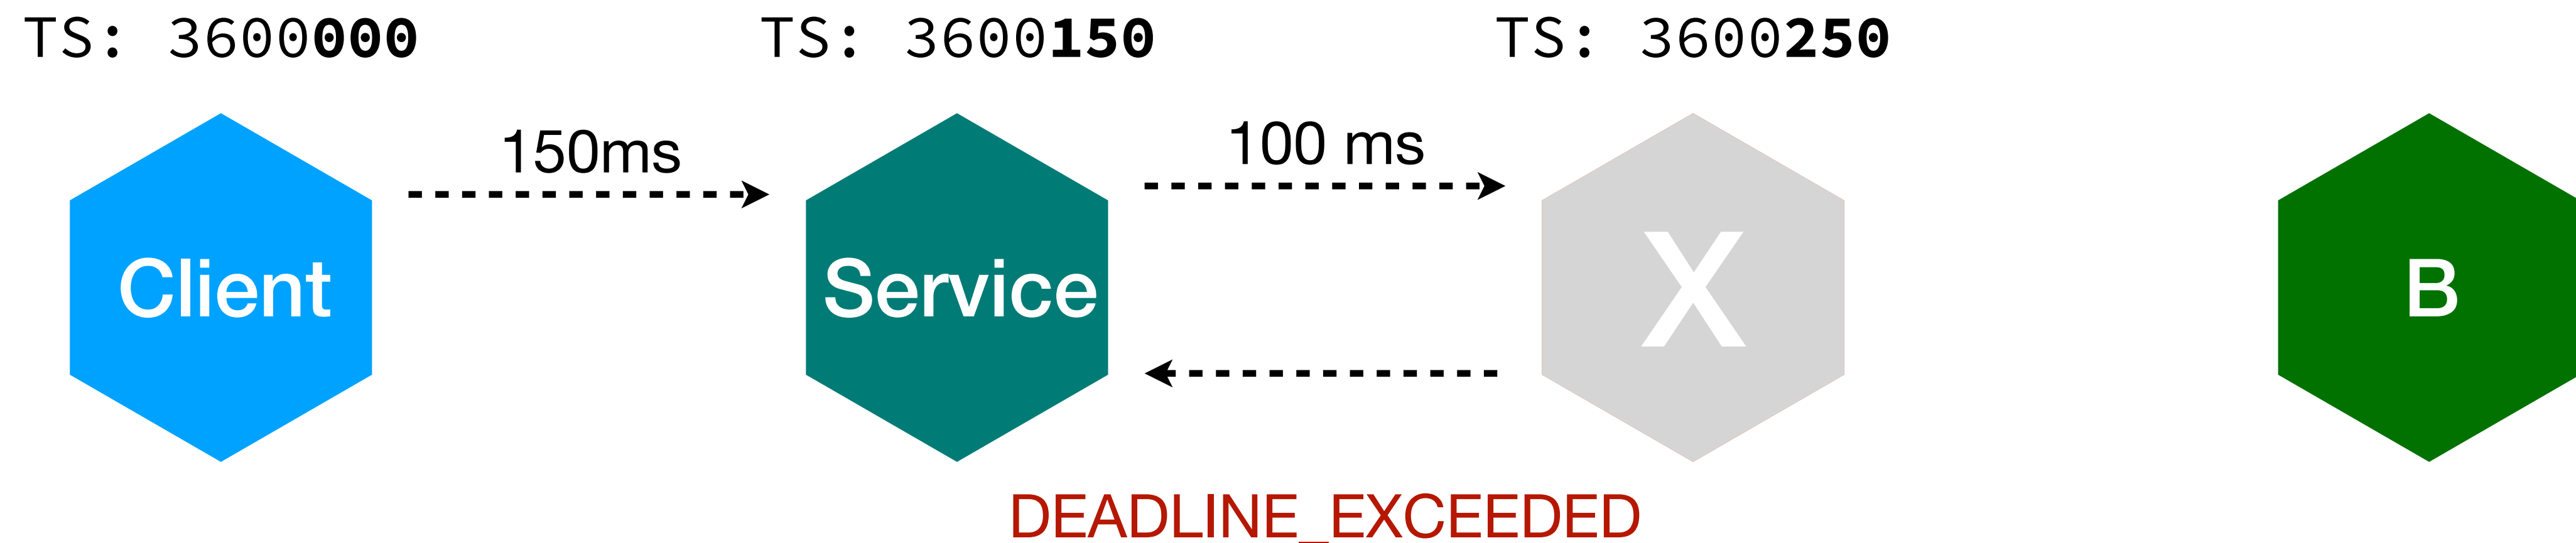 TS: 3600000 TS: 3600150 TS: 3600250
150ms 100 ms
Client Service X B
DEADLINE_EXCEEDED